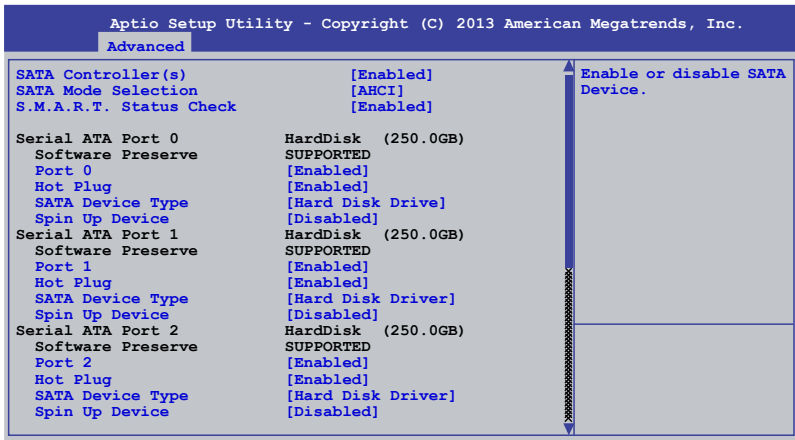 Aptio Setup Utility - Copyright (C) 2013 American Megatrends, Inc.
Advanced
SATA Controller(s) [Enabled]
SATA Mode Selection [AHCI]
S.M.A.R.T. Status Check [Enabled]
Serial ATA Port 0 HardDisk (250.0GB)
Software Preserve SUPPORTED
Port 0 [Enabled]
Hot Plug [Enabled]
SATA Device Type [Hard Disk Drive]
Spin Up Device [Disabled]
Serial ATA Port 1 HardDisk (250.0GB)
Software Preserve SUPPORTED
Port 1 [Enabled]
Hot Plug [Enabled]
SATA Device Type [Hard Disk Driver]
Spin Up Device [Disabled]
Serial ATA Port 2 HardDisk (250.0GB)
Software Preserve SUPPORTED
Port 2 [Enabled]
Hot Plug [Enabled]
SATA Device Type [Hard Disk Driver]
Spin Up Device [Disabled]
Enable or disable SATA
Device.